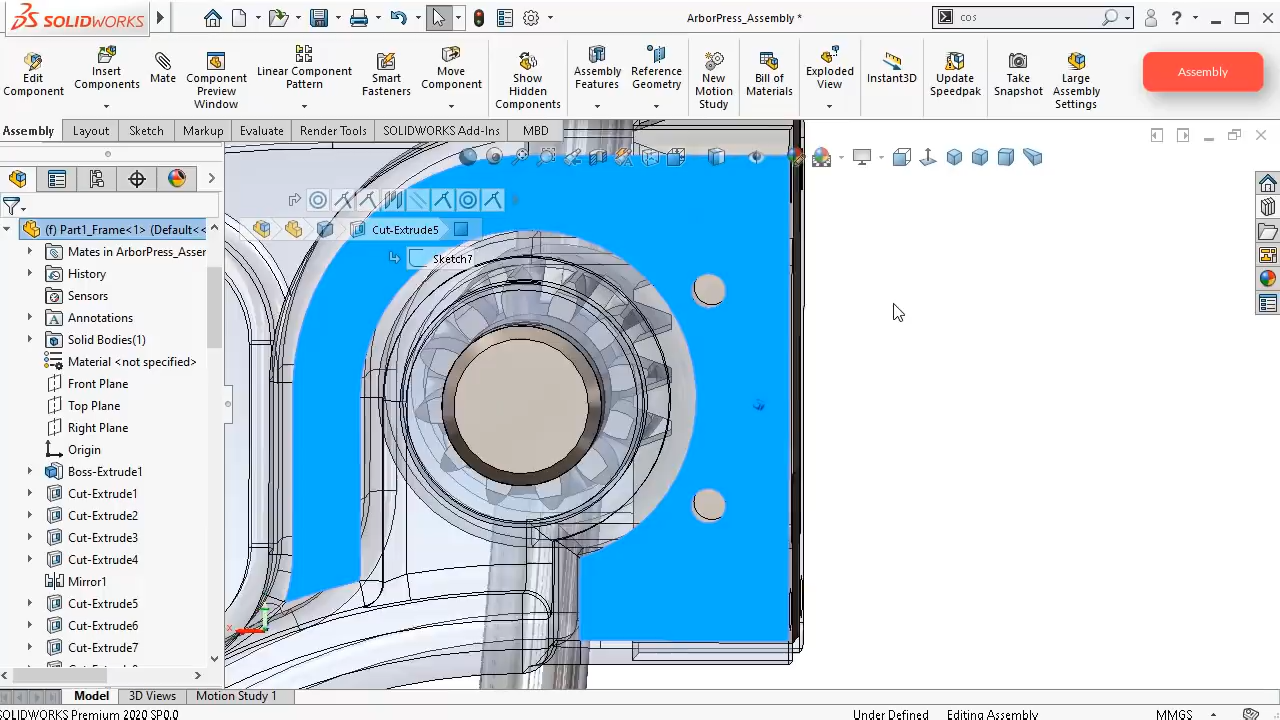 SOLIDWORKS
ArborPress_Assembly *
cos
Edit Component
Insert Components
Mate
Component Preview Window
Linear Component Pattern
Smart Fasteners
Move Component
Show Hidden Components
Assembly Features
Reference Geometry
New Motion Study
Bill of Materials
Exploded View
Instant3D
Update Speedpak
Take Snapshot
Large Assembly Settings
Assembly
Assembly
Layout
Sketch
Markup
Evaluate
Render Tools
SOLIDWORKS Add-Ins
MBD
(f) Part1_Frame<1> (Default<<
Mates in ArborPress_Asser
History
Sensors
Annotations
Solid Bodies(1)
Material <not specified>
Front Plane
Top Plane
Right Plane
Origin
Boss-Extrude1
Cut-Extrude1
Cut-Extrude2
Cut-Extrude3
Cut-Extrude4
Mirror1
Cut-Extrude5
Cut-Extrude6
Cut-Extrude7
Cut-Extrude5
Sketch7
x
Model
3D Views
Motion Study 1
SOLIDWORKS Premium 2020 SP0.0
Under Defined
Editing Assembly
MMGS